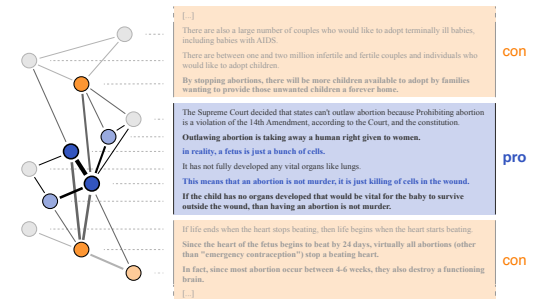 [...]
There are also a large number of couples who would like to adopt terminally ill babies,
including babies with AIDS.
There are between one and two million infertile and fertile couples and individuals who
would like to adopt children.
By stopping abortions, there will be more children available to adopt by families
wanting to provide those unwanted children a forever home.
con
The Supreme Court decided that states can't outlaw abortion because Prohibiting abortion
is a violation of the 14th Amendment, according to the Court, and the constitution.
Outlawing abortion is taking away a human right given to women.
in reality, a fetus is just a bunch of cells.
It has not fully developed any vital organs like lungs.
This means that an abortion is not murder, it is just killing of cells in the wound.
If the child has no organs developed that would be vital for the baby to survive
outside the wound, than having an abortion is not murder.
pro
If life ends when the heart stops beating, then life begins when the heart starts beating.
Since the heart of the fetus begins to beat by 24 days, virtually all abortions (other
than "emergency contraception") stop a beating heart.
In fact, since most abortion occur between 4-6 weeks, they also destroy a functioning
brain.
[...]
con